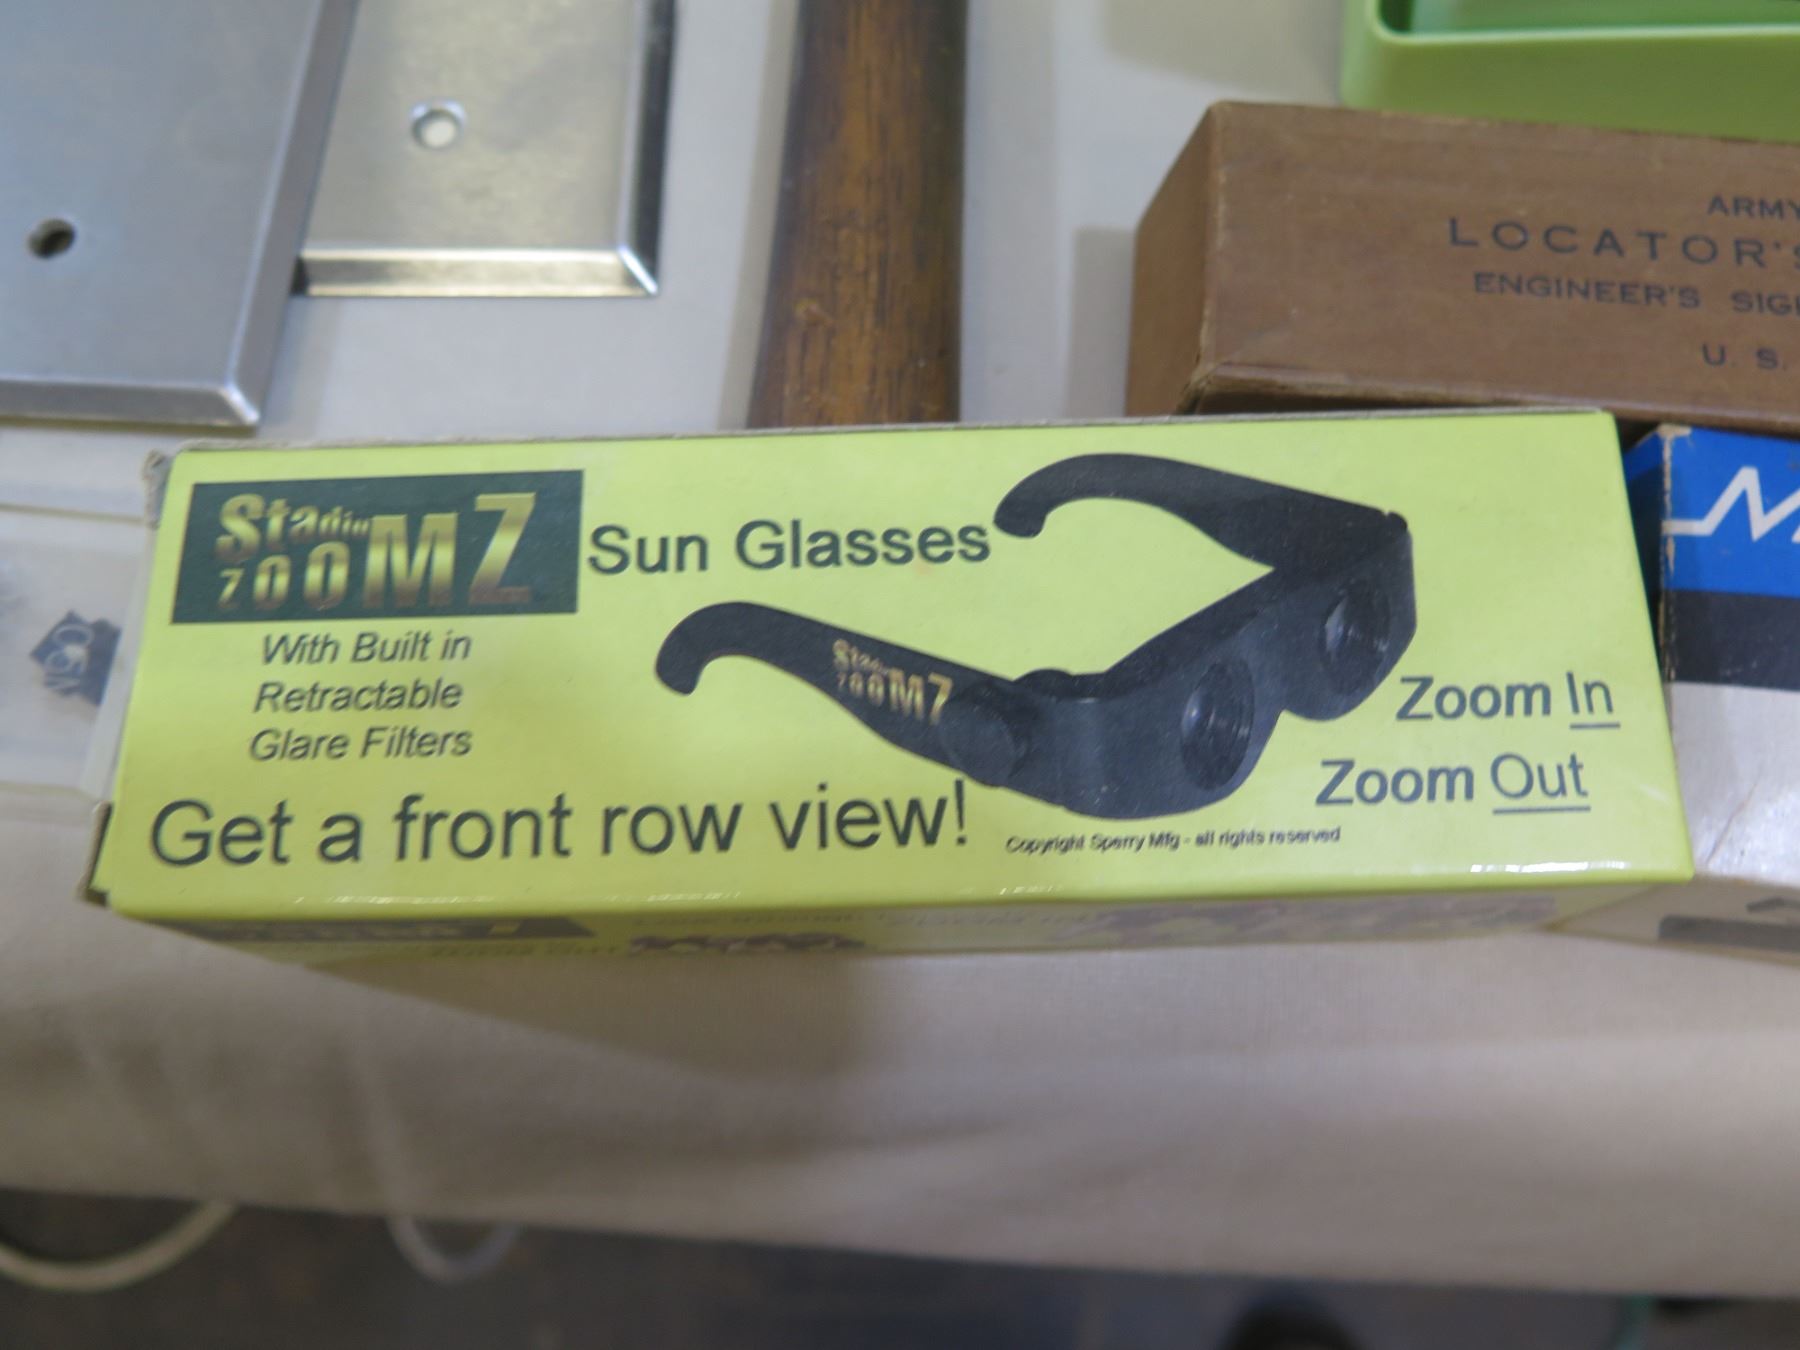 ARMY
LOCATOR'S
ENGINEER'S
U. S.
Stadium
ZOOMZ
Sun Glasses
With Built in
Retractable
Glare Filters
Stadium
ZOOMZ
Zoom In
Zoom Out
Get a front row view!
Copyright Sperry Mfg - all rights reserved